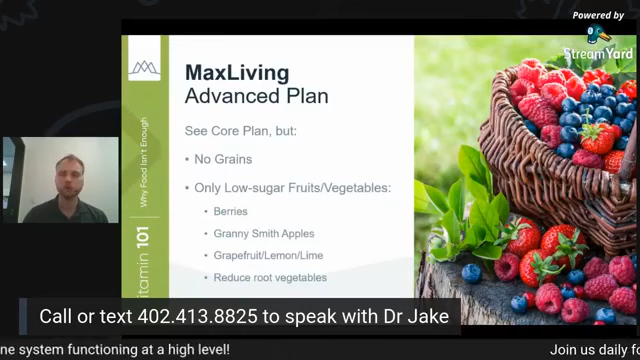 Powered by
StreamYard
MaxLiving
Advanced Plan
See Core Plan, but:
• No Grains
• Only Low-sugar Fruits/Vegetables:
• Berries
• Granny Smith Apples
• Grapefruit/Lemon/Lime
• Reduce root vegetables
Why Food Isn't Enough
itamin 101
Call or text 402.413.8825 to speak with Dr Jake
ne system functioning at a high level!
Join us daily fo